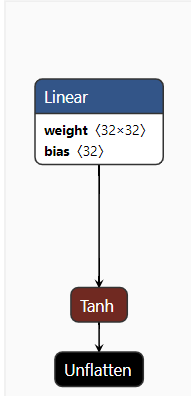 Linear
weight 〈32×32〉
bias 〈32〉
Tanh
Unflatten